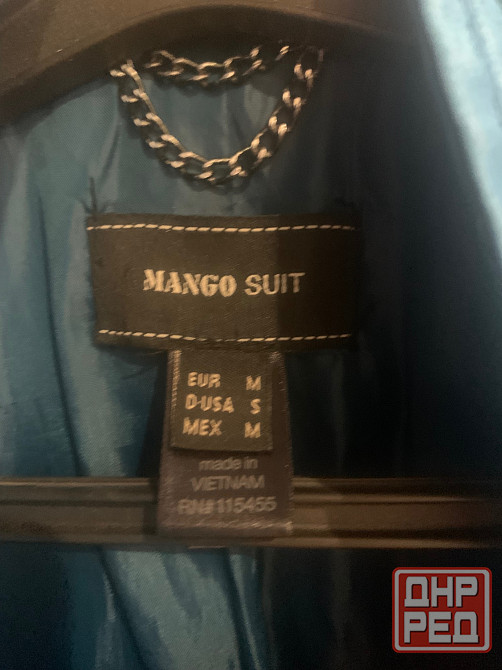 MANGO SUIT
EUR M
D·USA S
MEX M
made in
VIETNAM
RN# 115455
ДНР
РЕД